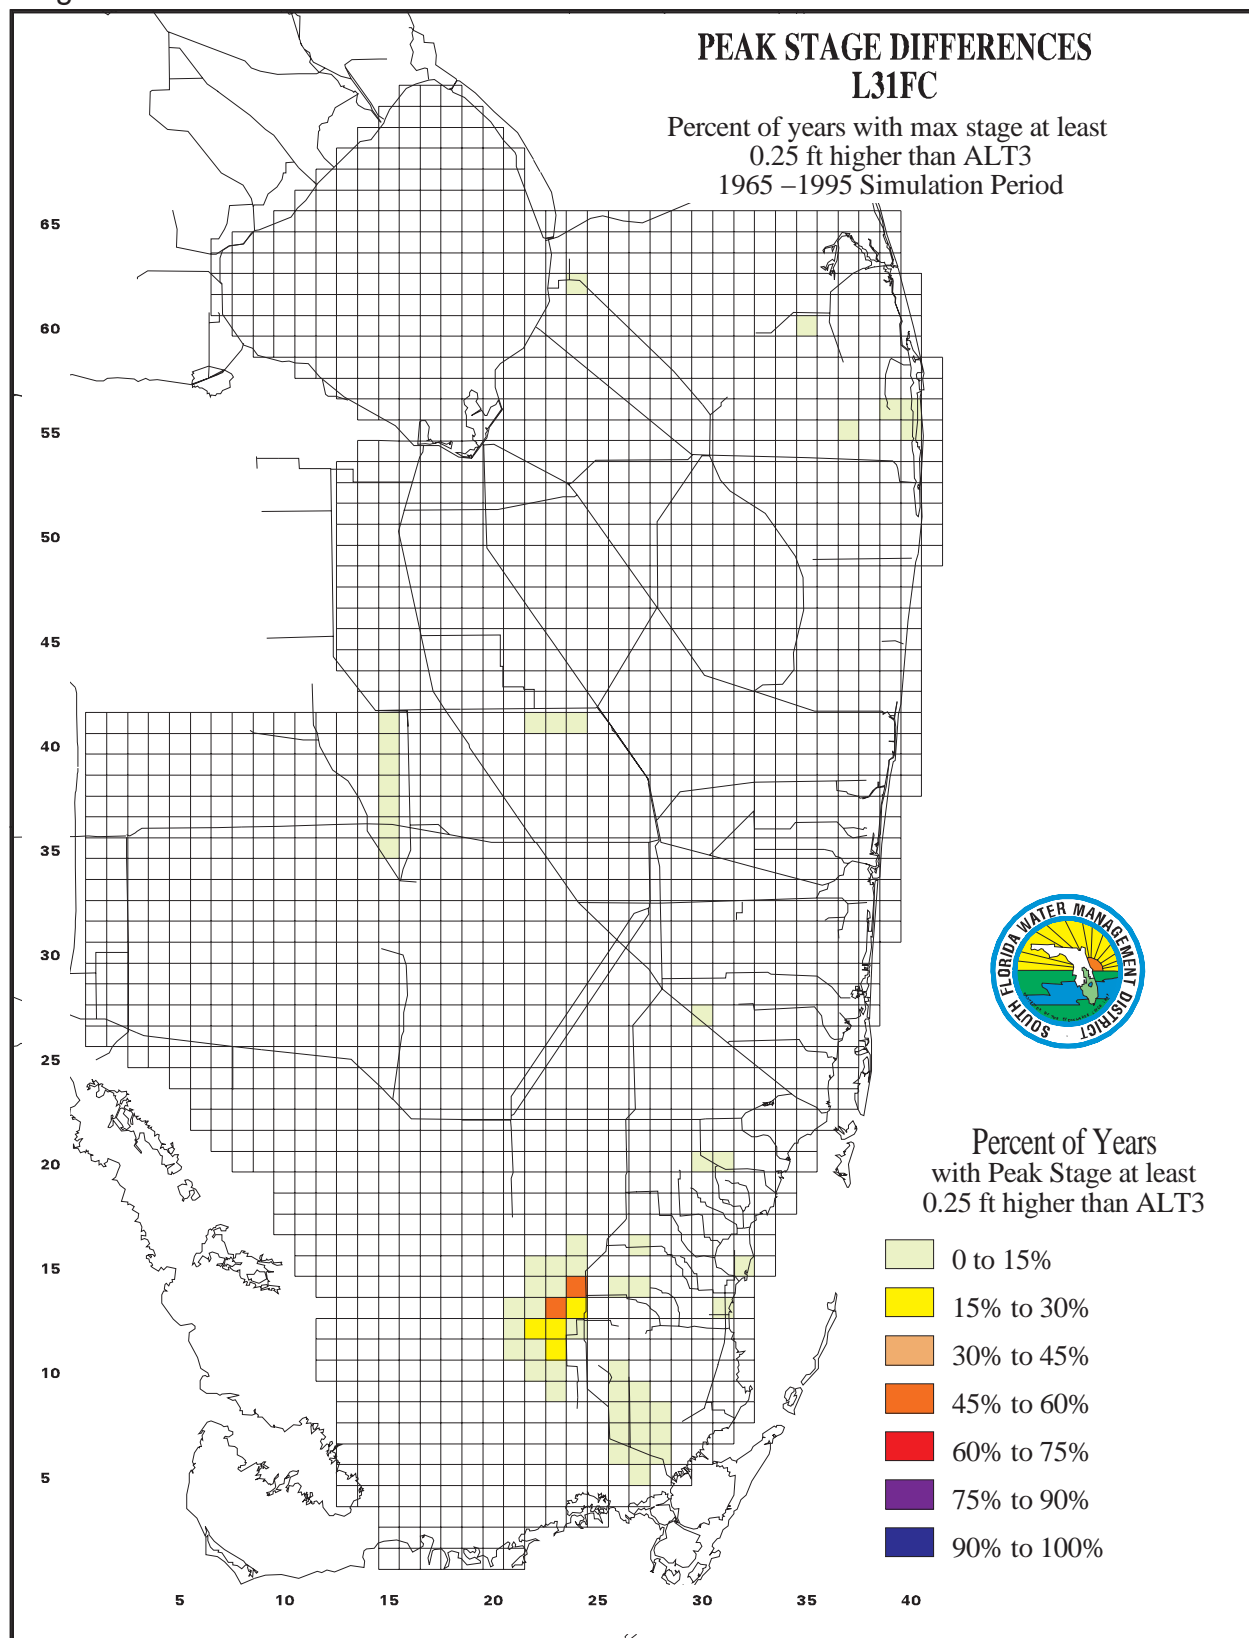 PEAK STAGE DIFFERENCES
L31FC
Percent of years with max stage at least
0.25 ft higher than ALT3
1965 –1995 Simulation Period
65
60
55
50
45
40
35
30
25
20
15
10
5
5 10 15 20 25 30 35 40
SOUTH FLORIDA WATER MANAGEMENT DISTRICT
Percent of Years
with Peak Stage at least
0.25 ft higher than ALT3
0 to 15%
15% to 30%
30% to 45%
45% to 60%
60% to 75%
75% to 90%
90% to 100%